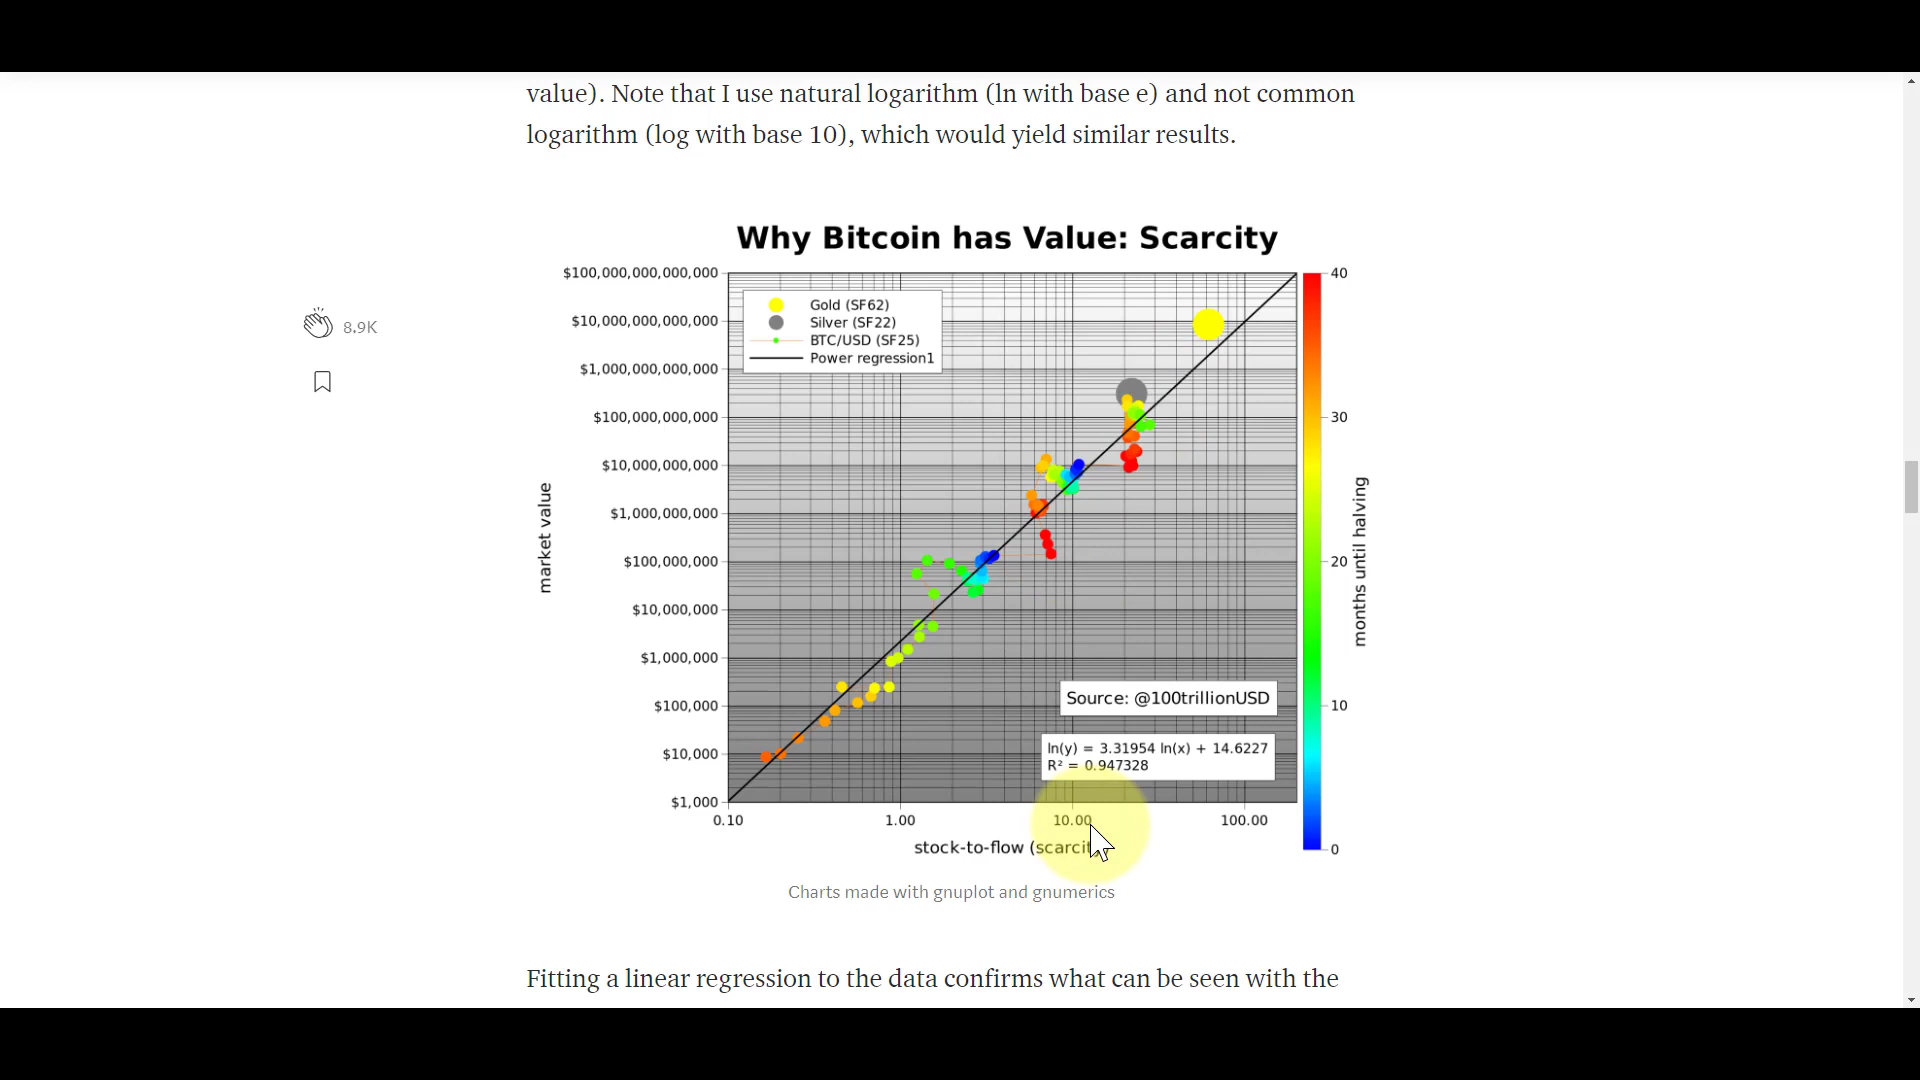 value). Note that I use natural logarithm (ln with base e) and not common
logarithm (log with base 10), which would yield similar results.
8.9K
Why Bitcoin has Value: Scarcity
$100,000,000,000,000
$10,000,000,000,000
$1,000,000,000,000
$100,000,000,000
$10,000,000,000
$1,000,000,000
$100,000,000
$10,000,000
$1,000,000
$100,000
$10,000
$1,000
market value
Gold (SF62)
Silver (SF22)
BTC/USD (SF25)
Power regression1
Source: @100trillionUSD
ln(y) = 3.31954 ln(x) + 14.6227
R² = 0.947328
0.10
1.00
10.00
100.00
stock-to-flow (scarcity)
40
30
20
10
0
months until halving
Charts made with gnuplot and gnumerics
Fitting a linear regression to the data confirms what can be seen with the